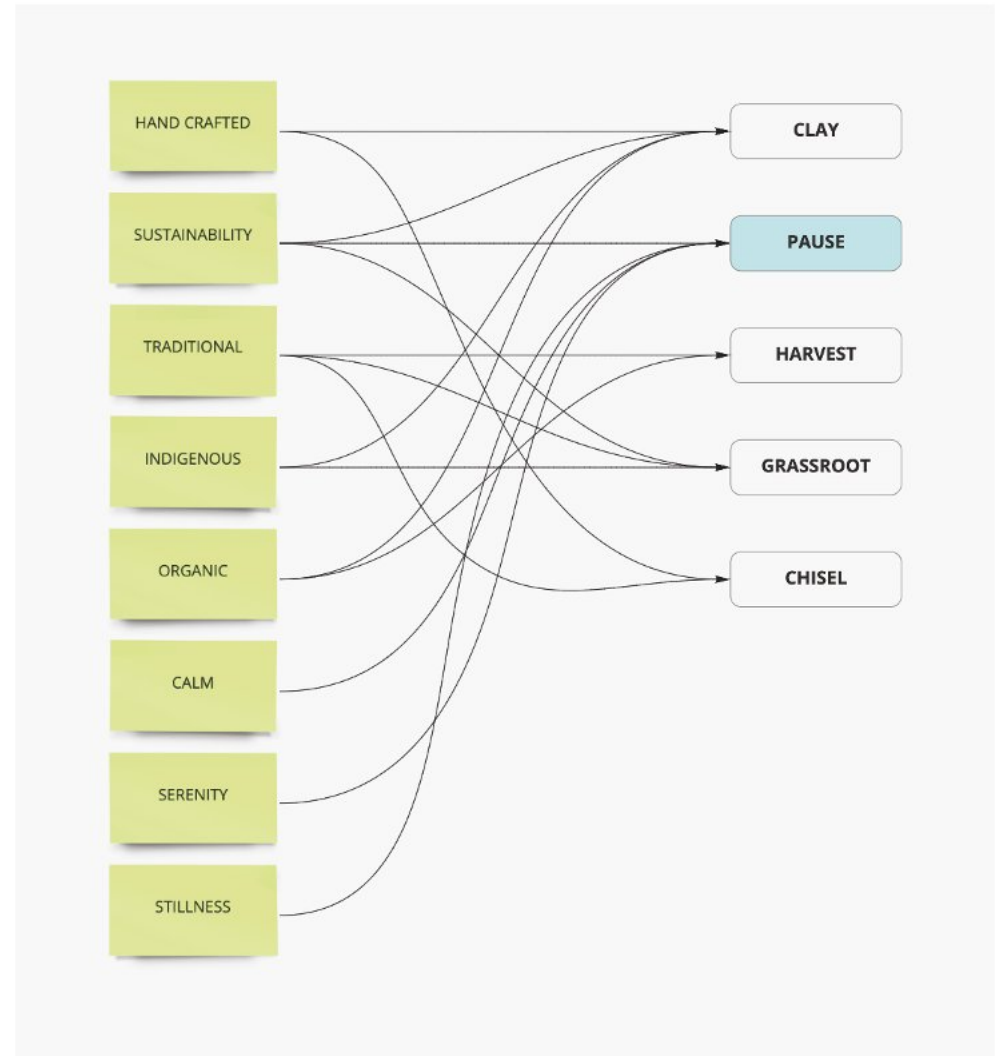 HAND CRAFTED
SUSTAINABILITY
TRADITIONAL
INDIGENOUS
ORGANIC
CALM
SERENITY
STILLNESS
CLAY
PAUSE
HARVEST
GRASSROOT
CHISEL